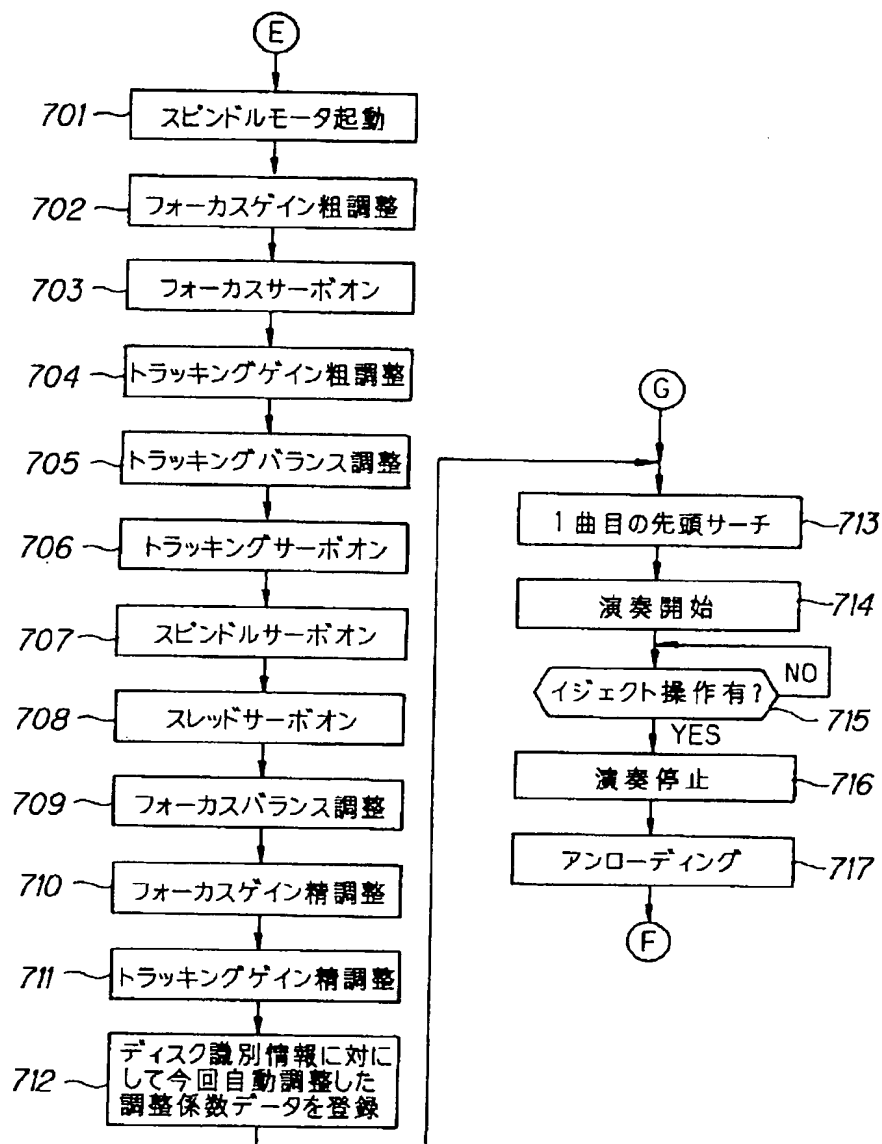 E
701
スピンドルモータ起動
702
フォーカスゲイン粗調整
703
フォーカスサーボオン
704
トラッキングゲイン粗調整
705
トラッキングバランス調整
706
トラッキングサーボオン
707
スピンドルサーボオン
708
スレッドサーボオン
709
フォーカスバランス調整
710
フォーカスゲイン精調整
711
トラッキングゲイン精調整
712
ディスク識別情報に対に
して今回自動調整した
調整係数データを登録
G
1曲目の先頭サーチ
713
演奏開始
714
NO
イジェクト操作有?
715
YES
演奏停止
716
アンローディング
717
F